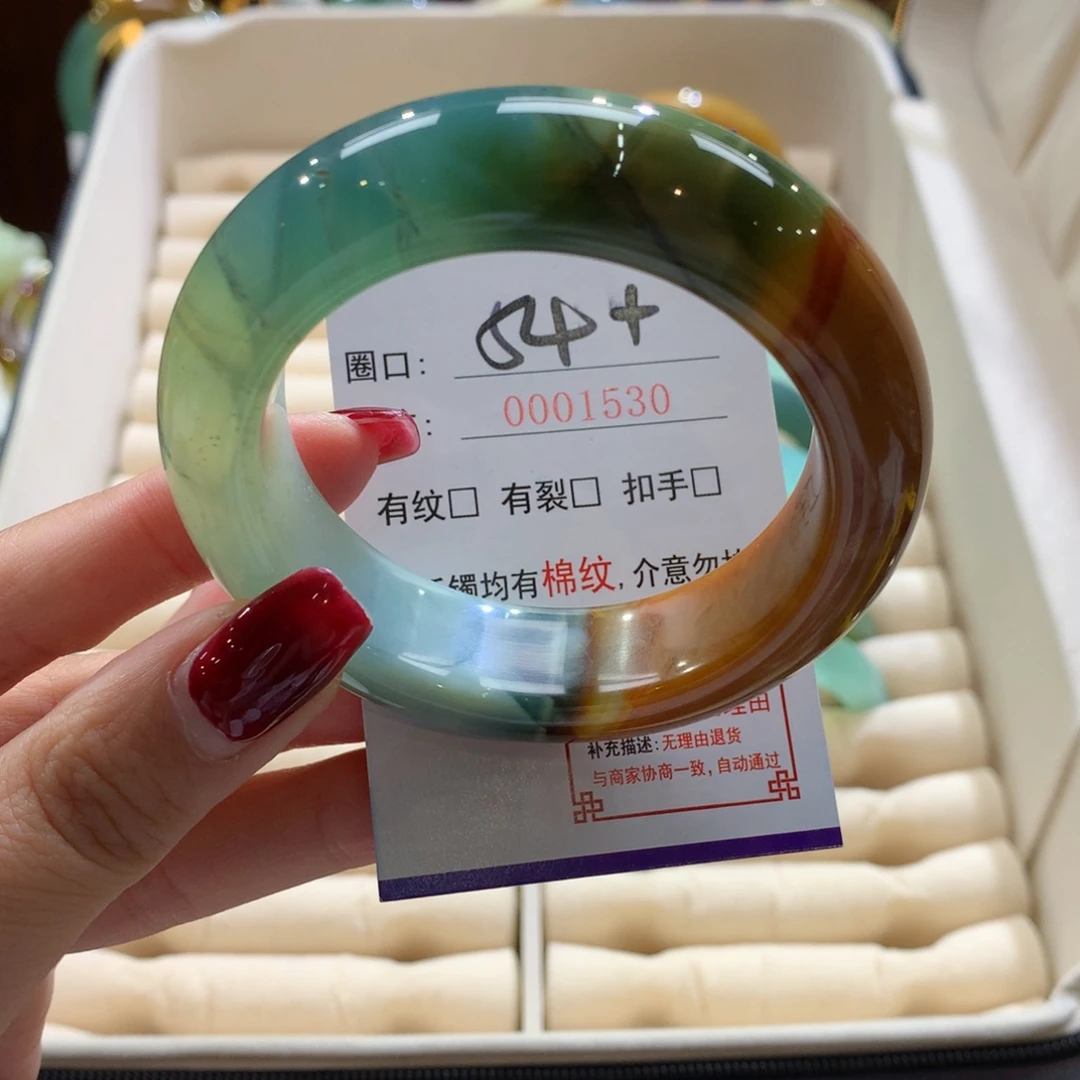 圈口: 54+
: 0001530
有纹□ 有裂□ 扣手□
镯均有棉纹,介意勿
理由
补充描述:无理由退货
与商家协商一致,自动通过